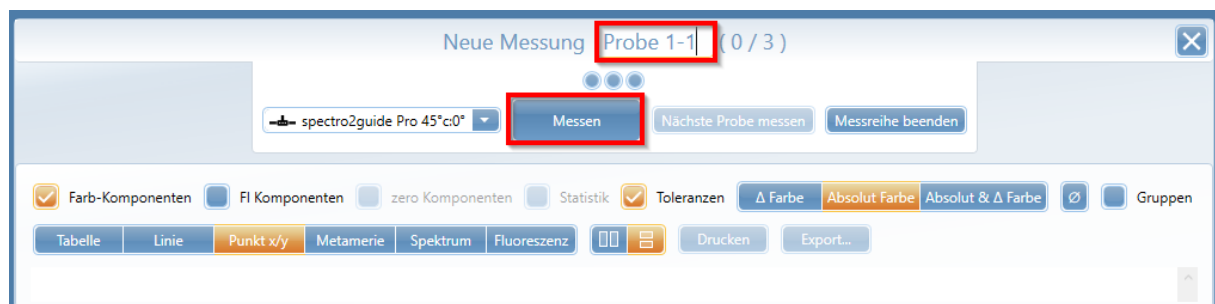 Neue Messung Probe 1-1 ( 0 / 3 )
spectro2guide Pro 45°c:0° Messen Nächste Probe messen Messreihe beenden
Farb-Komponenten FI Komponenten zero Komponenten Statistik Toleranzen Δ Farbe Absolut Farbe Absolut & Δ Farbe Ø Gruppen
Tabelle Linie Punkt x/y Metamerie Spektrum Fluoreszenz Drucken Export...